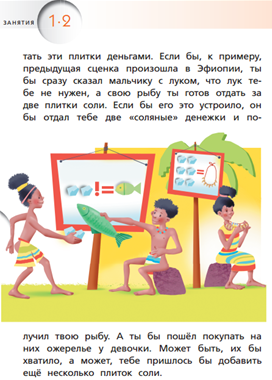 ЗАНЯТИЯ 1-2
тать эти плитки деньгами. Если бы, к примеру,
предыдущая сценка произошла в Эфиопии, ты
бы сразу сказал мальчику с луком, что лук те-
бе не нужен, а свою рыбу ты готов отдать за
две плитки соли. Если бы его это устроило, он
бы отдал тебе две «соляные» денежки и по-
! =
=
лучил твою рыбу. А ты бы пошёл покупать на
них ожерелье у девочки. Может быть, их бы
хватило, а может, тебе пришлось бы добавить
ещё несколько плиток соли.